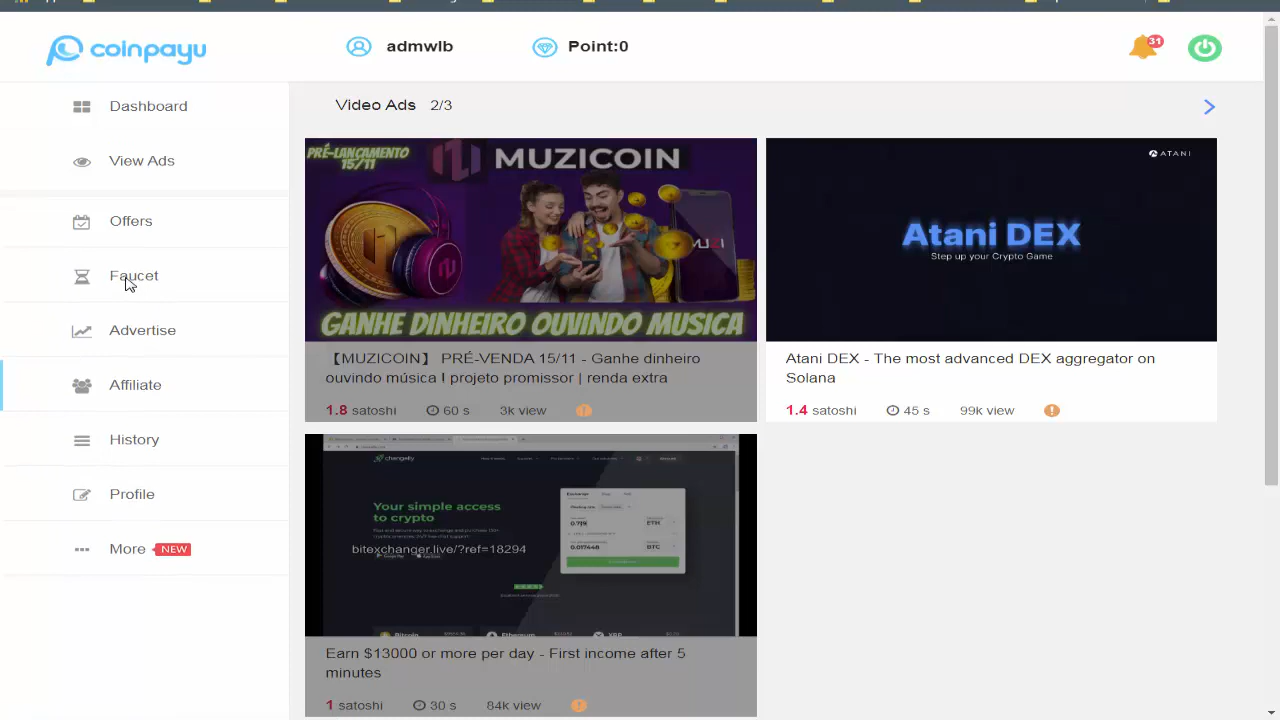 coinpayu
admwlb
Point:0
31
Dashboard
View Ads
Offers
Faucet
Advertise
Affiliate
History
Profile
More NEW
Video Ads 2/3
PRÉ-LANÇAMENTO
15/11
MUZICOIN
GANHE DINHEIRO OUVINDO MUSICA
【MUZICOIN】 PRÉ-VENDA 15/11 - Ganhe dinheiro
ouvindo música ! projeto promissor | renda extra
1.8 satoshi 60 s 3k view
ATANI
Atani DEX
Step up your Crypto Game
Atani DEX - The most advanced DEX aggregator on
Solana
1.4 satoshi 45 s 99k view
changelly
Your simple access
to crypto
bitexchanger.live/?ref=18294
ETH
0.017448
BTC
Earn $13000 or more per day - First income after 5
minutes
1 satoshi 30 s 84k view